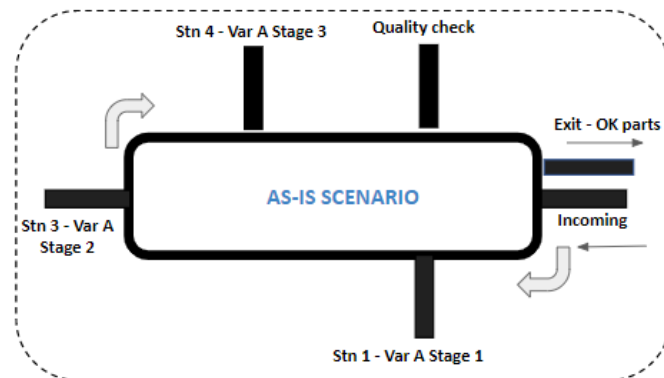 Stn 4 - Var A Stage 3
Quality check
Exit - OK parts
AS-IS SCENARIO
Incoming
Stn 3 - Var A
Stage 2
Stn 1 - Var A Stage 1